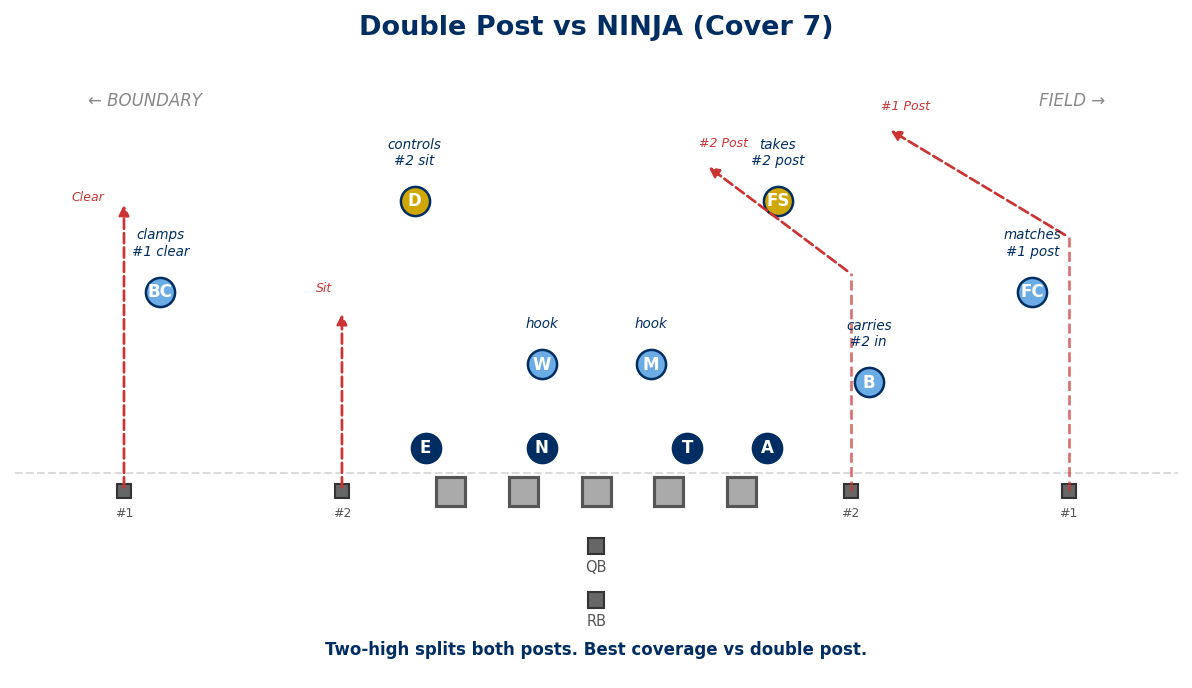 Double Post vs NINJA (Cover 7)
← BOUNDARY
FIELD →
#1 Post
controls
#2 sit
#2 Post
takes
#2 post
Clear
D
FS
clamps
#1 clear
matches
#1 post
Sit
BC
FC
hook
hook
carries
#2 in
W
M
B
E
N
T
A
#1
#2
#2
#1
QB
RB
Two-high splits both posts. Best coverage vs double post.